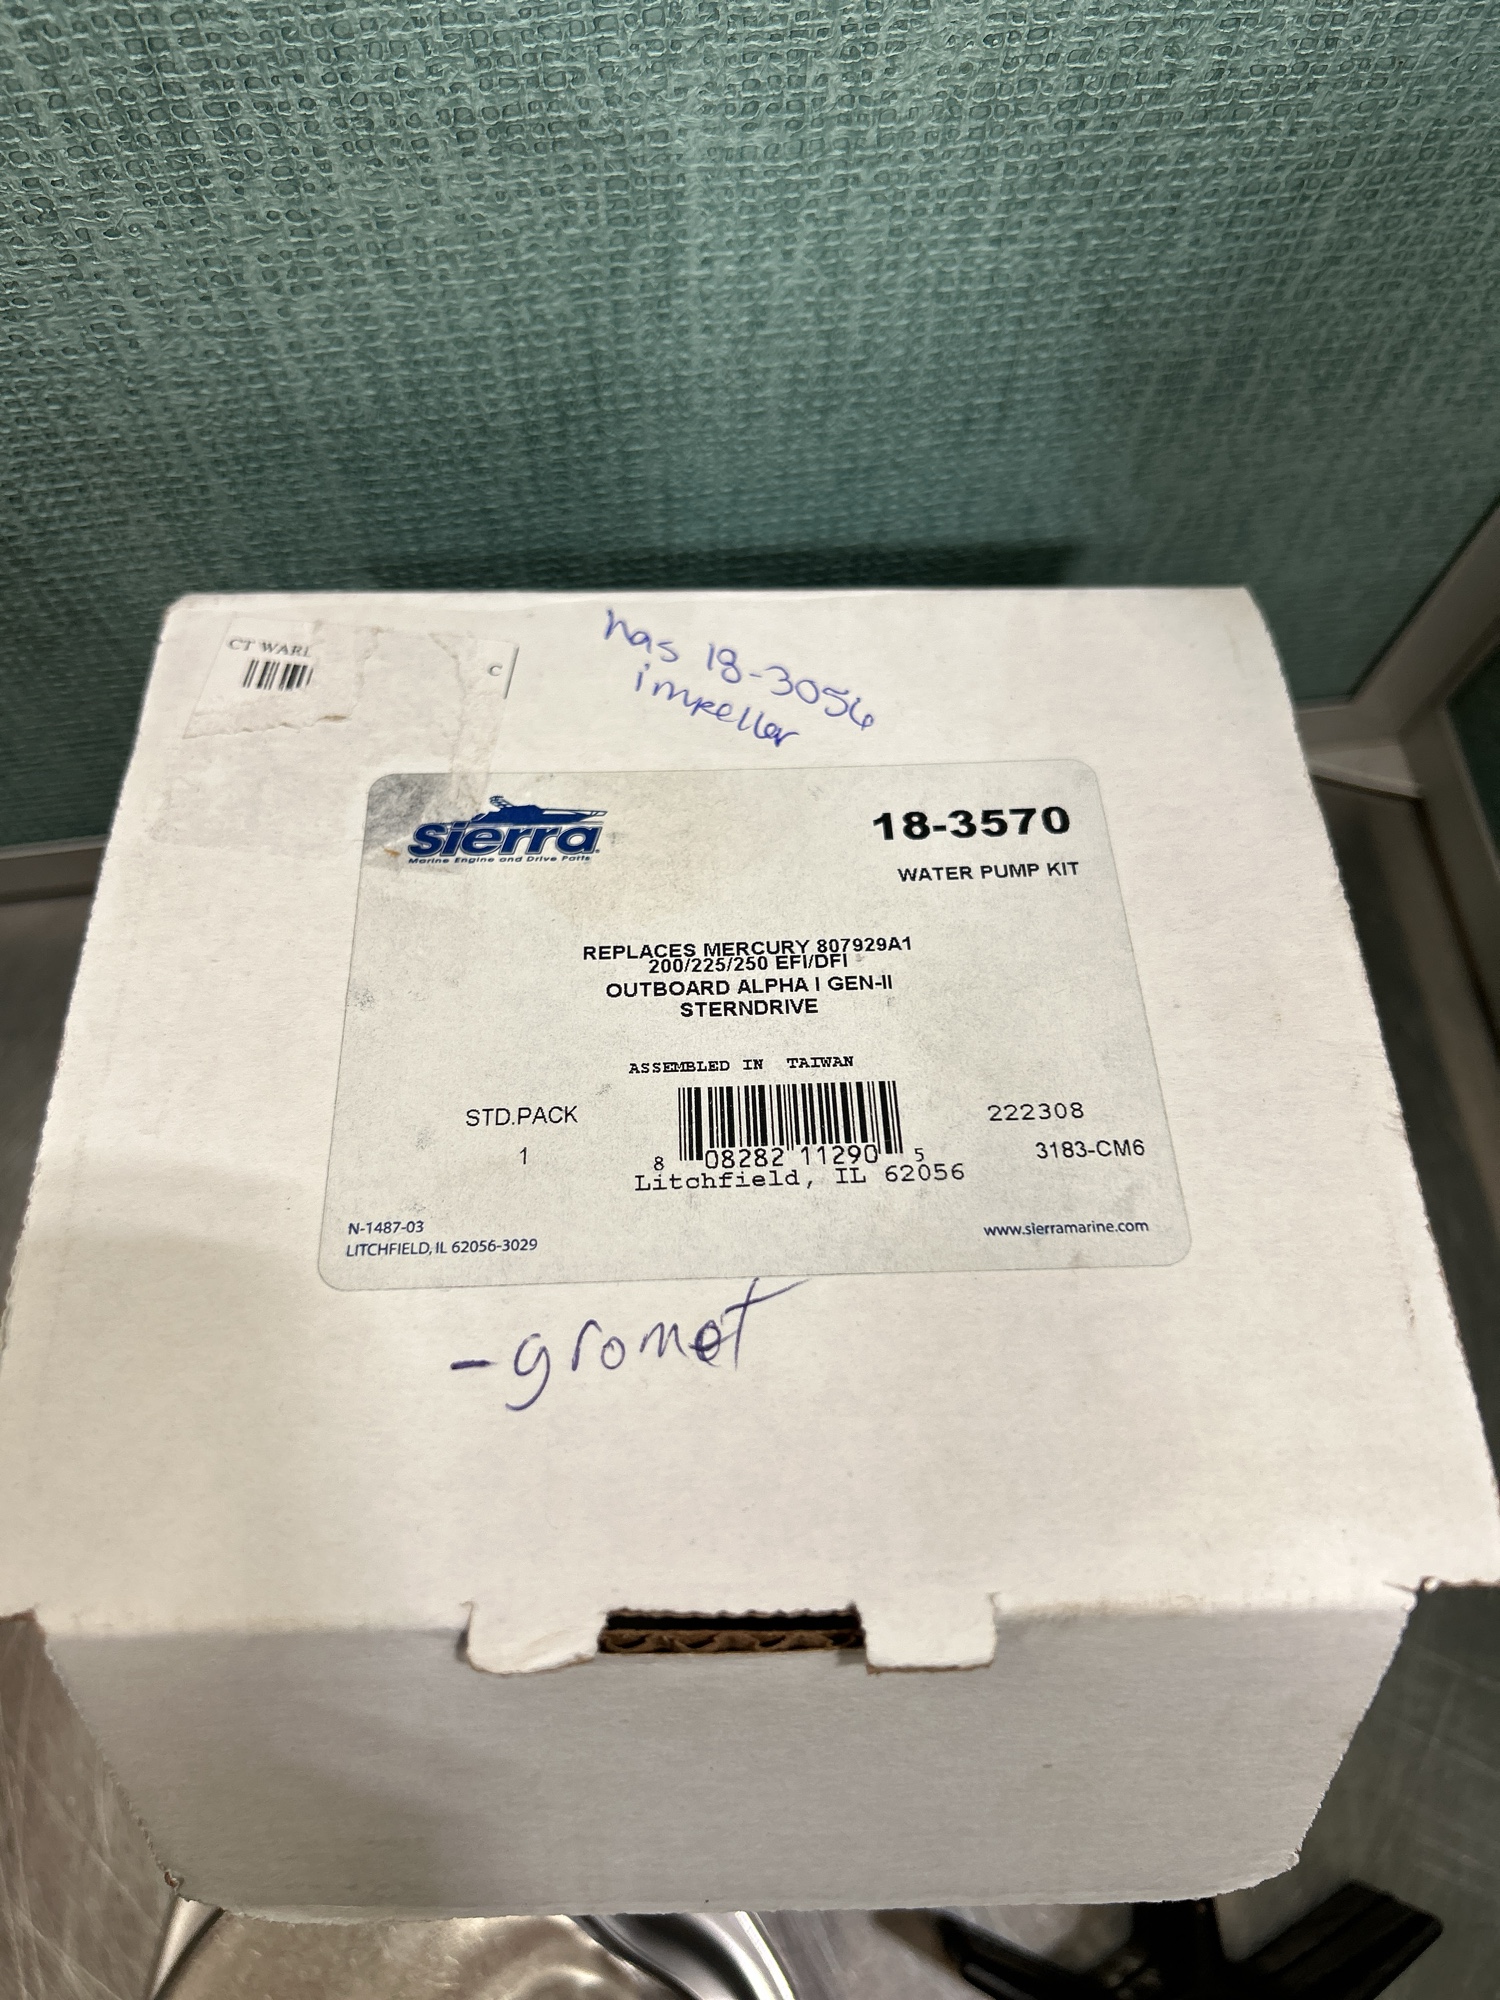 CT WARE
C
has 18-3056
impeller
Sierra
Marine Engine and Drive Parts
18-3570
WATER PUMP KIT
REPLACES MERCURY 807929A1
200/225/250 EFI/DFI
OUTBOARD ALPHA I GEN-II
STERNDRIVE
ASSEMBLED IN TAIWAN
STD.PACK
222308
1
3183-CM6
8 08282 11290 5
Litchfield, IL 62056
N-1487-03
LITCHFIELD, IL 62056-3029
www.sierramarine.com
-gromet